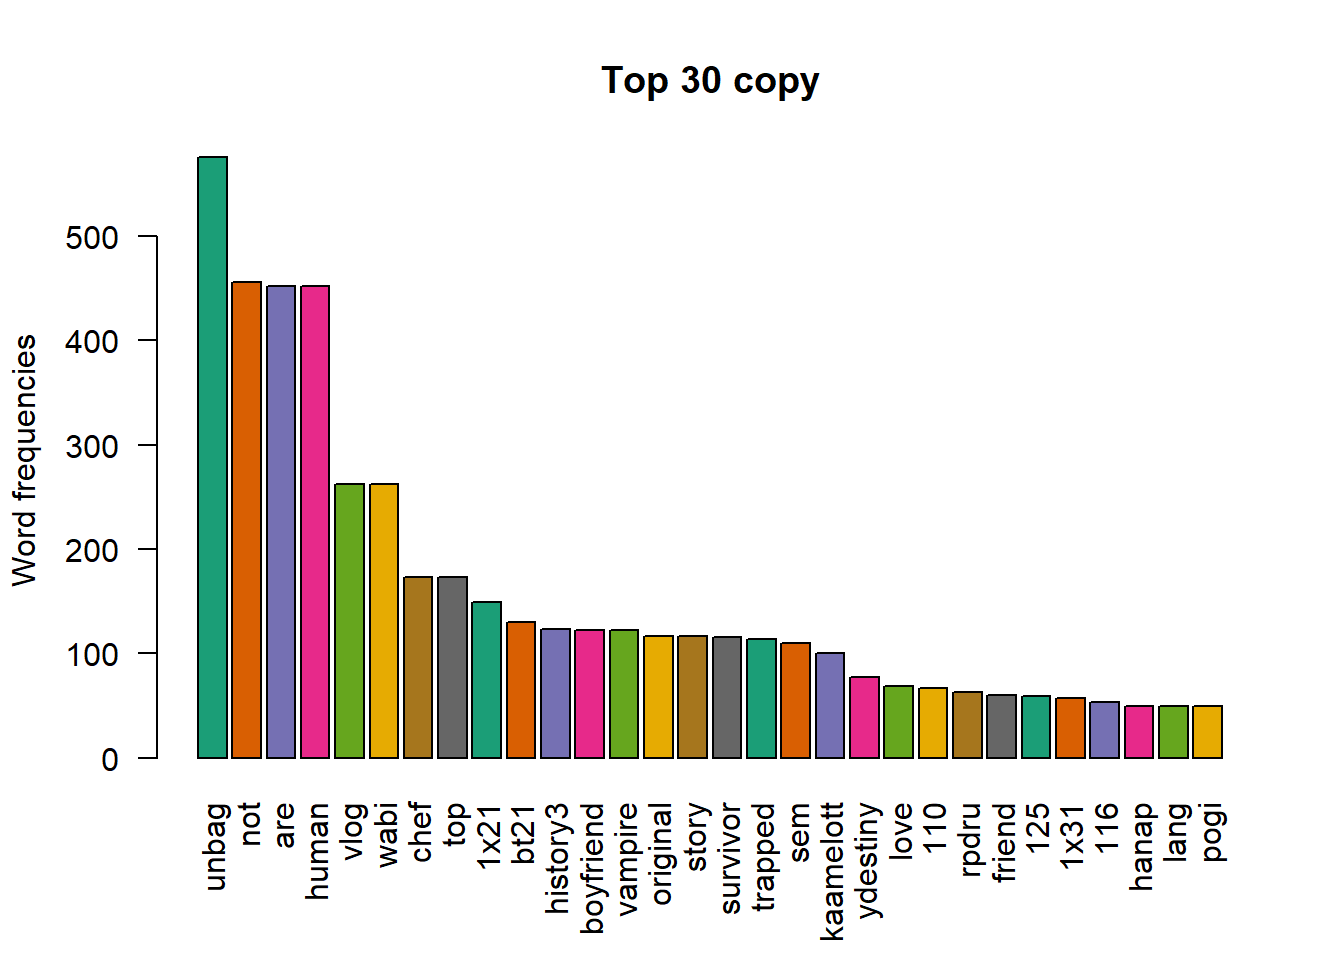 Top 30 copy
Word frequencies
500
400
300
200
100
0
unbag
not
are
human
vlog
wabi
chef
top
1x21
bt21
history3
boyfriend
vampire
original
story
survivor
trapped
sem
kaamelott
ydestiny
love
110
rpdru
friend
125
1x31
116
hanap
lang
pogi